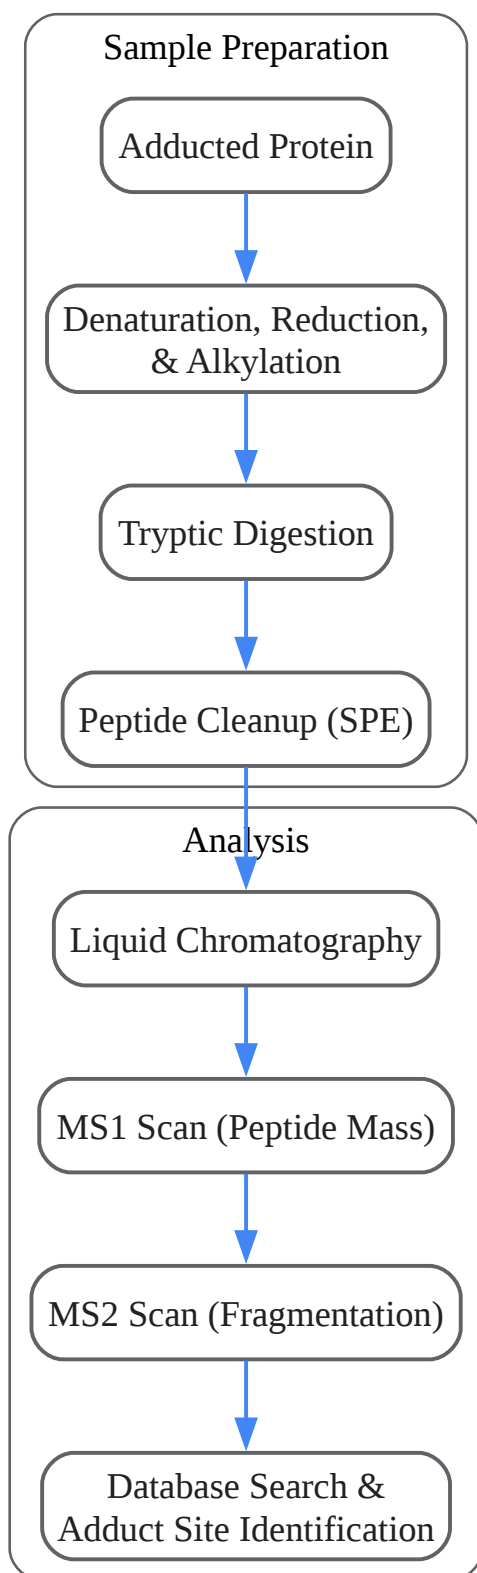 Sample Preparation
Adducted Protein
Denaturation, Reduction,
& Alkylation
Tryptic Digestion
Peptide Cleanup (SPE)
Analysis
Liquid Chromatography
MS1 Scan (Peptide Mass)
MS2 Scan (Fragmentation)
Database Search &
Adduct Site Identification